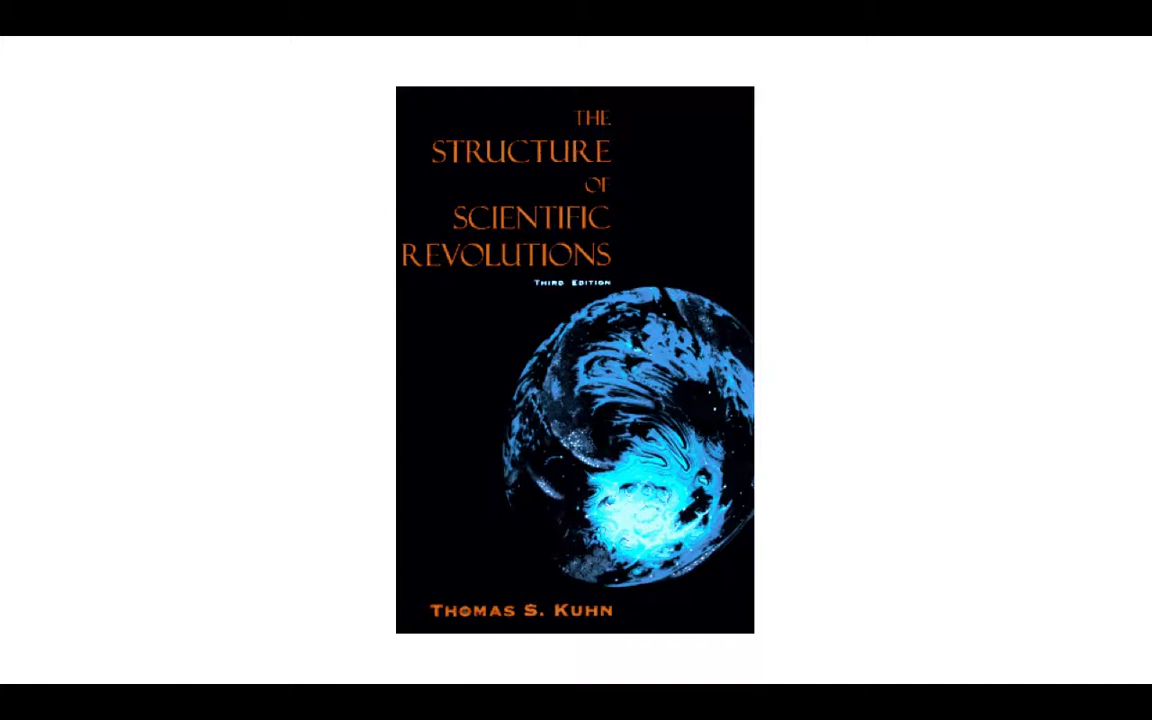 THE
STRUCTURE
OF
SCIENTIFIC
REVOLUTIONS
THIRD EDITION
THOMAS S. KUHN